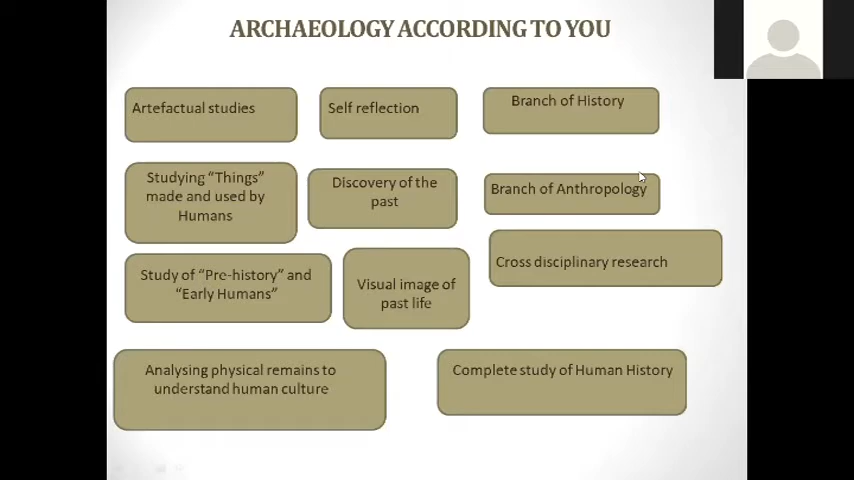 ARCHAEOLOGY ACCORDING TO YOU
Artefactual studies
Self reflection
Branch of History
Studying “Things”
made and used by
Humans
Discovery of the
past
Branch of Anthropology
Study of “Pre-history” and
“Early Humans”
Visual image of
past life
Cross disciplinary research
Analysing physical remains to
understand human culture
Complete study of Human History